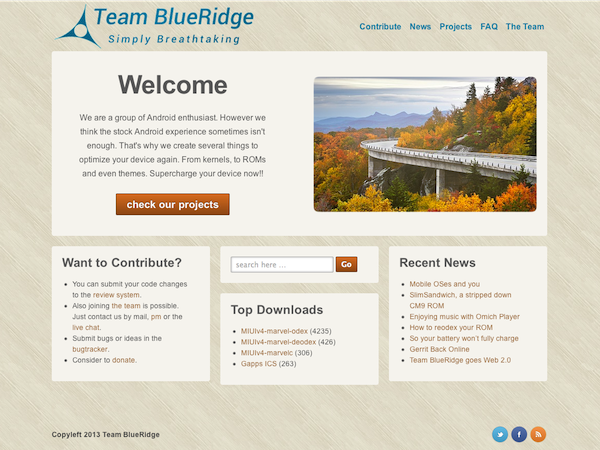 Team BlueRidge
Simply Breathtaking
Contribute News Projects FAQ The Team
Welcome
We are a group of Android enthusiast. However we
think the stock Android experience sometimes isn't
enough. That's why we create several things to
optimize your device again. From kernels, to ROMs
and even themes. Supercharge your device now!!
check our projects
Want to Contribute?
You can submit your code changes
to the review system.
Also joining the team is possible.
Just contact us by mail, pm or the
live chat.
Submit bugs or ideas in the
bugtracker.
Consider to donate.
search here ... Go
Top Downloads
MIUIv4-marvel-odex (4235)
MIUIv4-marvel-deodex (426)
MIUIv4-marvelc (306)
Gapps ICS (263)
Recent News
Mobile OSes and you
SlimSandwich, a stripped down
CM9 ROM
Enjoying music with Omich Player
How to reodex your ROM
So your battery won't fully charge
Gerrit Back Online
Team BlueRidge goes Web 2.0
Copyleft 2013 Team BlueRidge